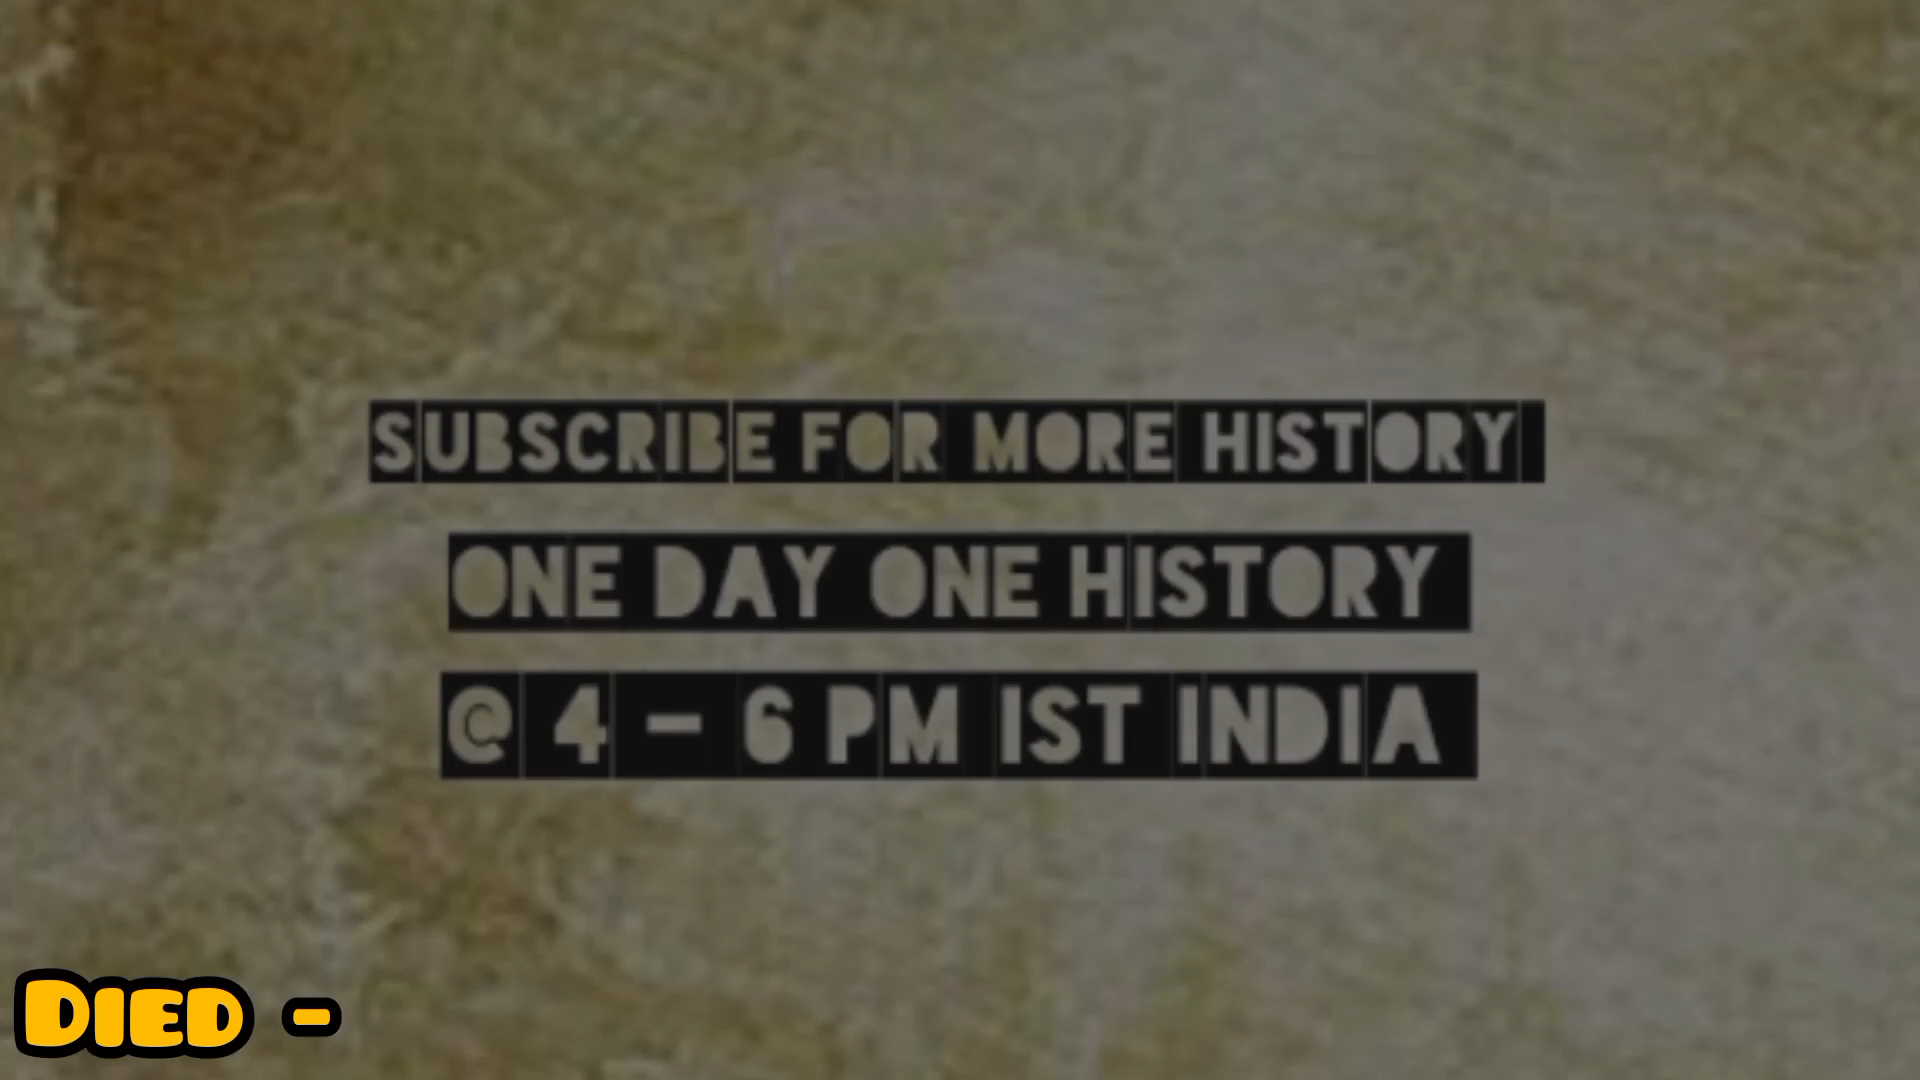 SUBSCRIBE FOR MORE HISTORY
ONE DAY ONE HISTORY
@ 4 - 6 PM IST INDIA
DIED -